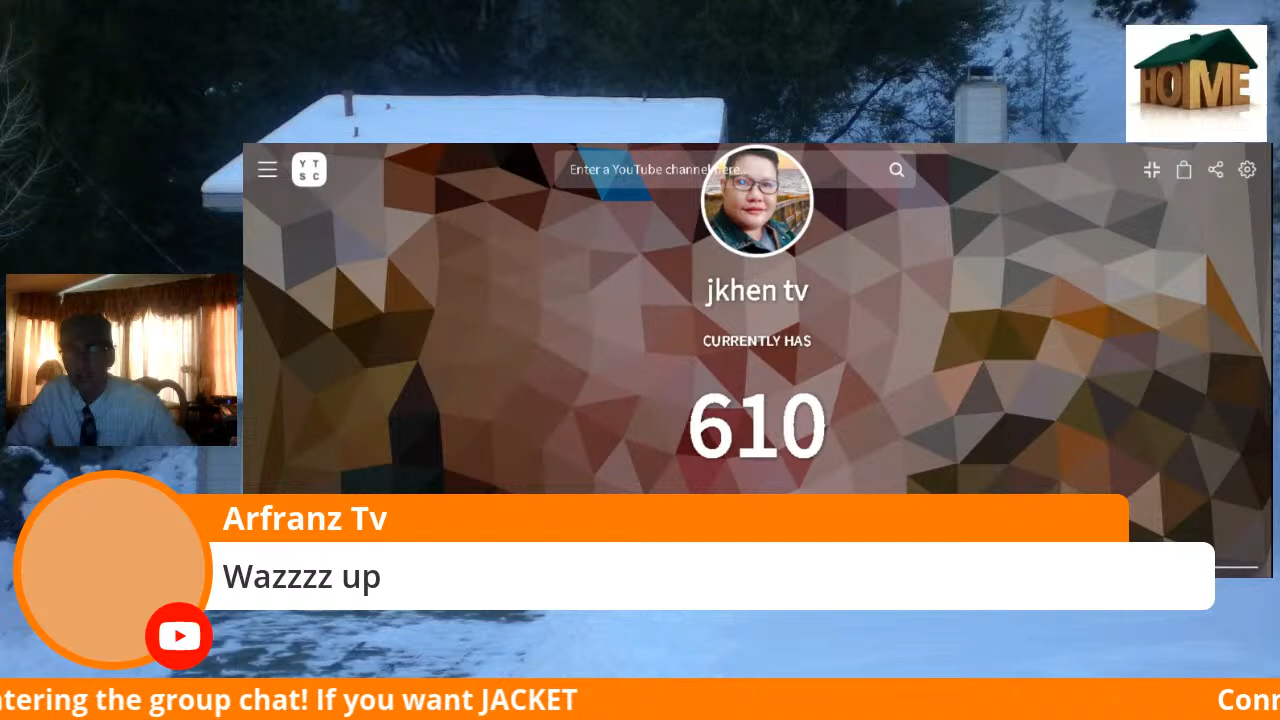 HOME
Y T
S C
Enter a YouTube channel here...
jkhen tv
CURRENTLY HAS
610
Arfranz Tv
Wazzzz up
ntering the group chat! If you want JACKET
Conn